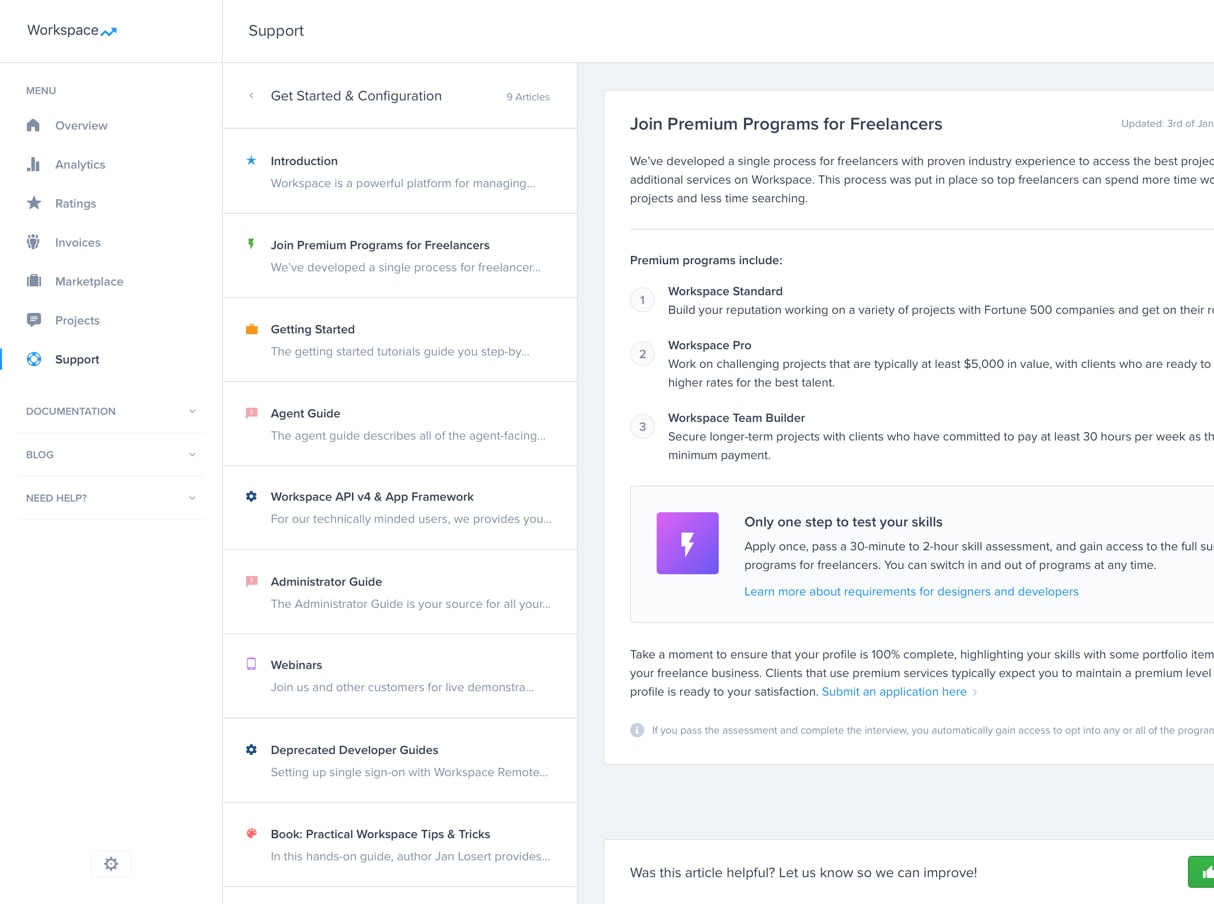 Workspace
Support
MENU
Overview
Analytics
Ratings
Invoices
Marketplace
Projects
Support
DOCUMENTATION
BLOG
NEED HELP?
Get Started & Configuration
9 Articles
Introduction
Workspace is a powerful platform for managing...
Join Premium Programs for Freelancers
We've developed a single process for freelancer...
Getting Started
The getting started tutorials guide you step-by...
Agent Guide
The agent guide describes all of the agent-facing...
Workspace API v4 & App Framework
For our technically minded users, we provides you...
Administrator Guide
The Administrator Guide is your source for all your...
Webinars
Join us and other customers for live demonstra...
Deprecated Developer Guides
Setting up single sign-on with Workspace Remote...
Book: Practical Workspace Tips & Tricks
In this hands-on guide, author Jan Losert provides...
Join Premium Programs for Freelancers
Updated: 3rd of Jan
We've developed a single process for freelancers with proven industry experience to access the best
additional services on Workspace. This process was put in place so top freelancers can spend more time
projects and less time searching.
Premium programs include:
1
Workspace Standard
Build your reputation working on a variety of projects with Fortune 500 companies and get on their
2
Workspace Pro
Work on challenging projects that are typically at least $5,000 in value, with clients who are ready to
higher rates for the best talent.
3
Workspace Team Builder
Secure longer-term projects with clients who have committed to pay at least 30 hours per week as
minimum payment.
Only one step to test your skills
Apply once, pass a 30-minute to 2-hour skill assessment, and gain access to the full
programs for freelancers. You can switch in and out of programs at any time.
Learn more about requirements for designers and developers
Take a moment to ensure that your profile is 100% complete, highlighting your skills with some portfolio
your freelance business. Clients that use premium services typically expect you to maintain a premium level
profile is ready to your satisfaction. Submit an application here
If you pass the assessment and complete the interview, you automatically gain access to opt into any or all of the
Was this article helpful? Let us know so we can improve!